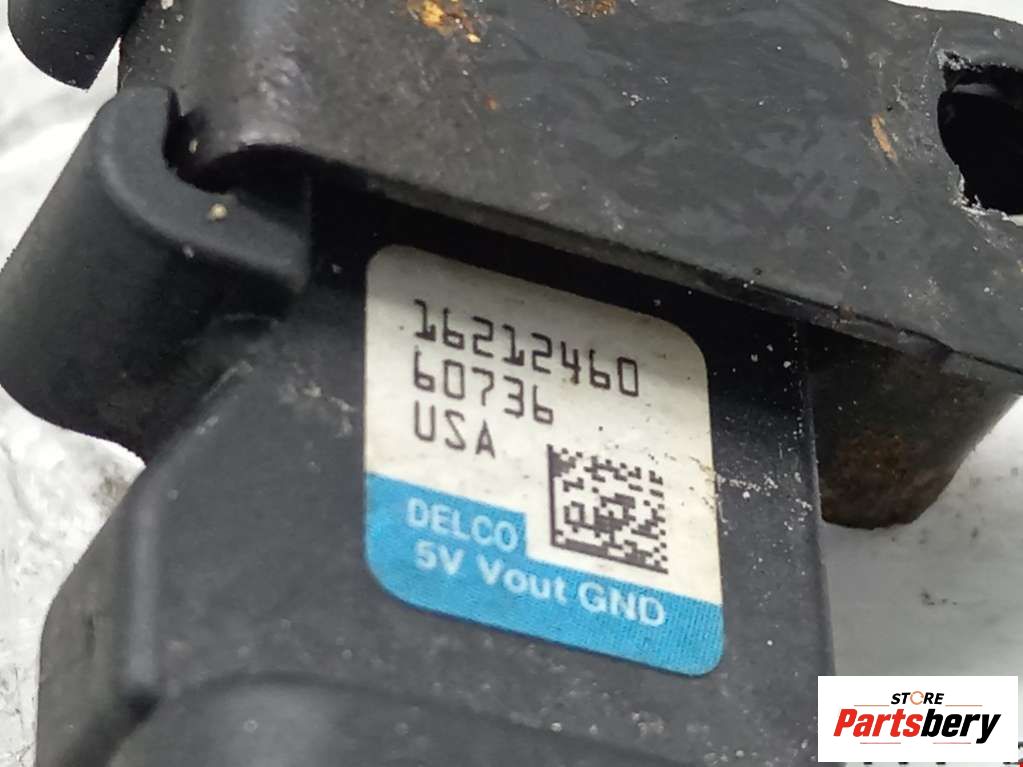 16212460
60736
USA
DELCO
5V Vout GND
STORE
Partsbery